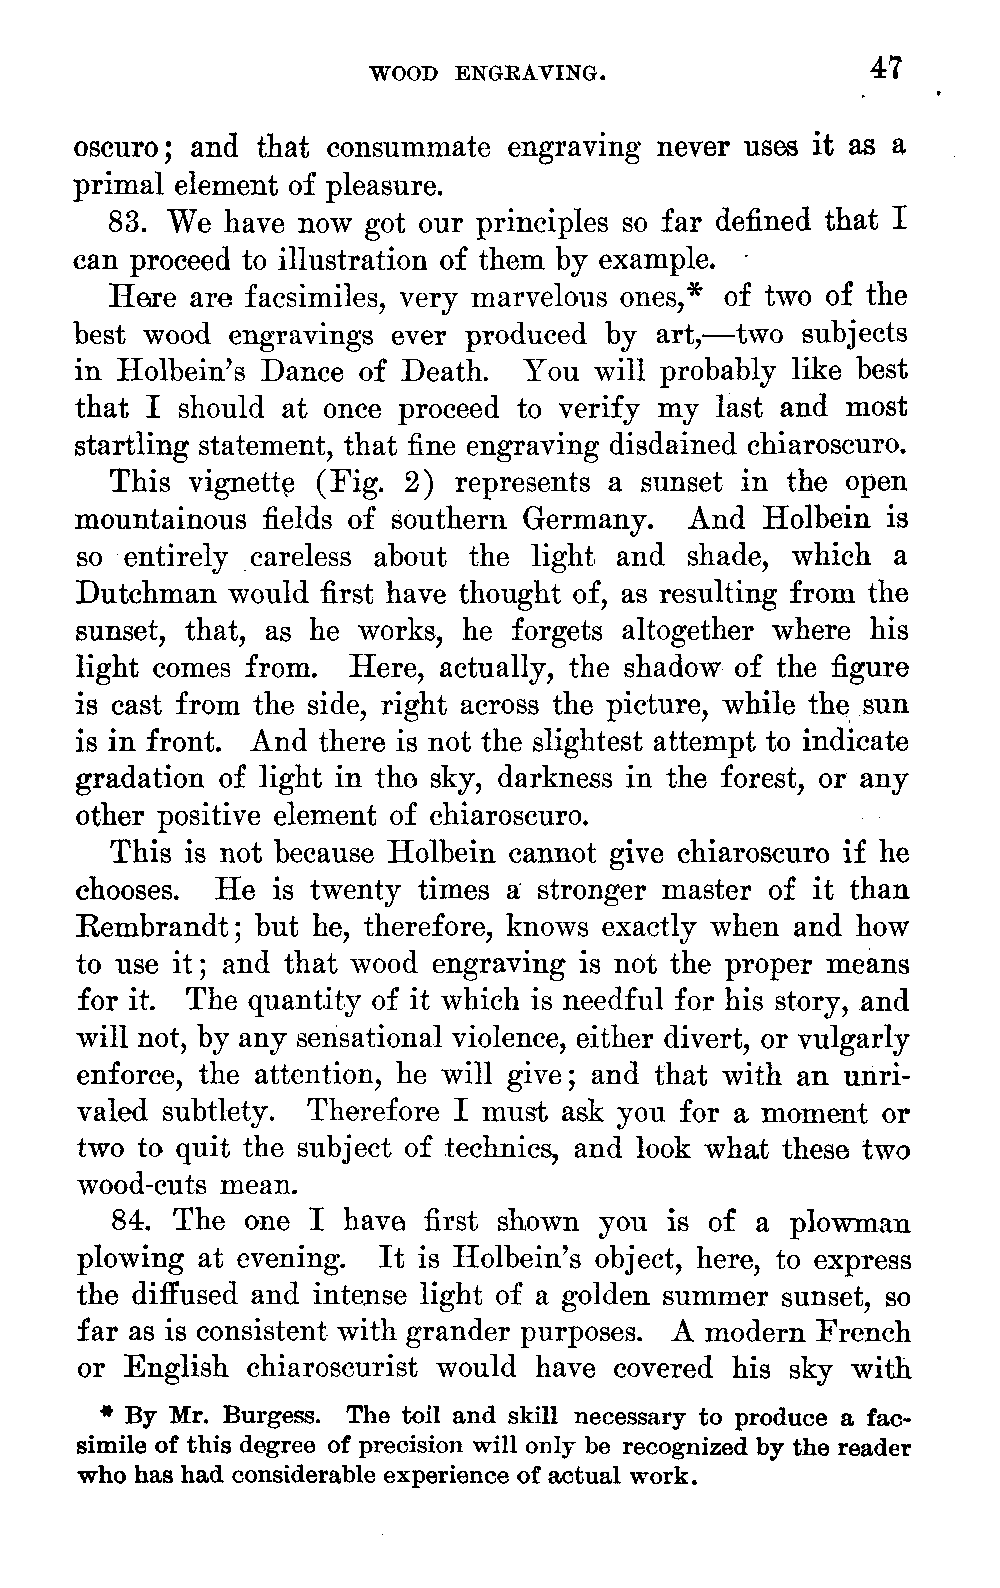 WOOD ENGRAVING. 47
oscuro; and that consummate engraving never uses it as a
primal element of pleasure.
83. We have now got our principles so far defined that I
can proceed to illustration of them by example.
Here are facsimiles, very marvelous ones,* of two of the
best wood engravings ever produced by art,—two subjects
in Holbein's Dance of Death. You will probably like best
that I should at once proceed to verify my last and most
startling statement, that fine engraving disdained chiaroscuro.
This vignette (Fig. 2) represents a sunset in the open
mountainous fields of southern Germany. And Holbein is
so entirely careless about the light and shade, which a
Dutchman would first have thought of, as resulting from the
sunset, that, as he works, he forgets altogether where his
light comes from. Here, actually, the shadow of the figure
is cast from the side, right across the picture, while the sun
is in front. And there is not the slightest attempt to indicate
gradation of light in the sky, darkness in the forest, or any
other positive element of chiaroscuro.
This is not because Holbein cannot give chiaroscuro if he
chooses. He is twenty times a stronger master of it than
Rembrandt; but he, therefore, knows exactly when and how
to use it; and that wood engraving is not the proper means
for it. The quantity of it which is needful for his story, and
will not, by any sensational violence, either divert, or vulgarly
enforce, the attention, he will give; and that with an unri-
valed subtlety. Therefore I must ask you for a moment or
two to quit the subject of technics, and look what these two
wood-cuts mean.
84. The one I have first shown you is of a plowman
plowing at evening. It is Holbein's object, here, to express
the diffused and intense light of a golden summer sunset, so
far as is consistent with grander purposes. A modern French
or English chiaroscurist would have covered his sky with
* By Mr. Burgess. The toil and skill necessary to produce a fac-
simile of this degree of precision will only be recognized by the reader
who has had considerable experience of actual work.